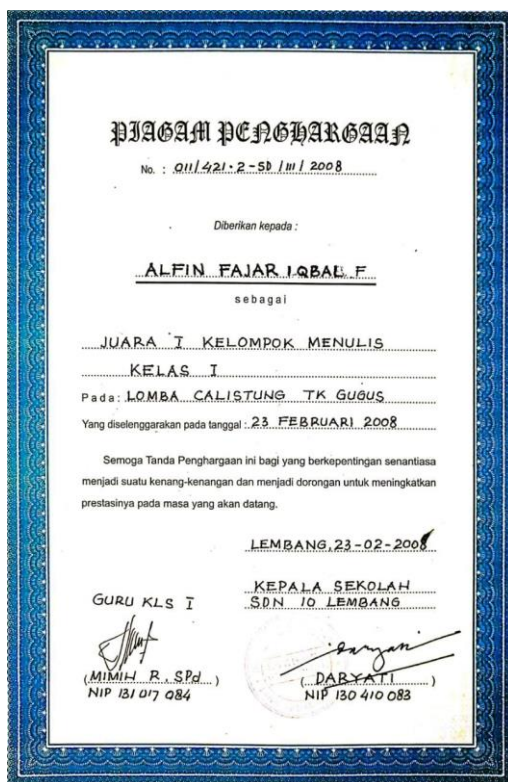 PIAGAM PENGHARGAAN
No. : 011/421.2-SD/III/2008
Diberikan kepada :
ALFIN FAJAR IQBAL F
sebagai
JUARA I KELOMPOK MENULIS
KELAS I
Pada: LOMBA CALISTUNG TK GUGUS
Yang diselenggarakan pada tanggal : 23 FEBRUARI 2008
Semoga Tanda Penghargaan ini bagi yang berkepentingan senantiasa
menjadi suatu kenang-kenangan dan menjadi dorongan untuk meningkatkan
prestasinya pada masa yang akan datang.
LEMBANG, 23-02-2008
KEPALA SEKOLAH
GURU KLS I SDN 10 LEMBANG
(MIMIH R, SPd) (DARYATI)
NIP 131 017 084 NIP 130 410 083